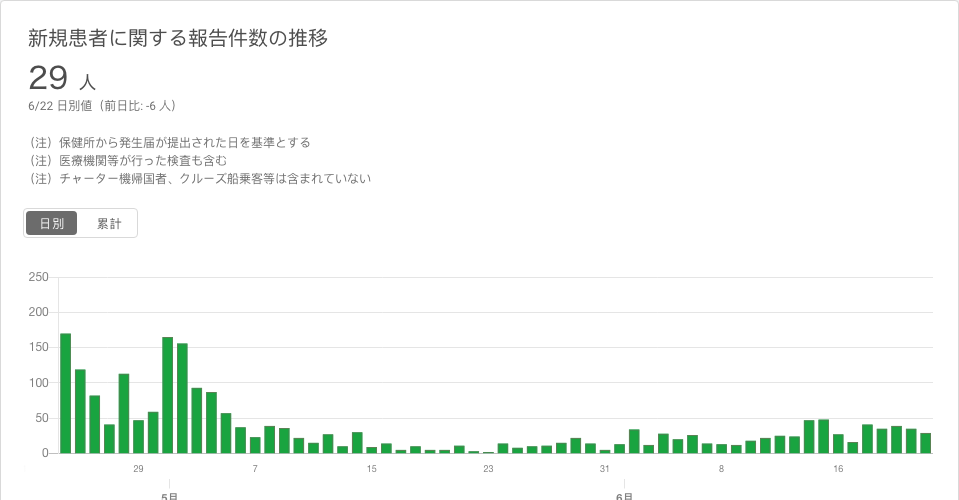 新規患者に関する報告件数の推移
29 人
6/22 日別値（前日比: -6 人）
（注）保健所から発生届が提出された日を基準とする
（注）医療機関等が行った検査も含む
（注）チャーター機帰国者、クルーズ船乗客等は含まれていない
日別 累計
250
200
150
100
50
0
29 7 15 23 31 8 16
5月 6月